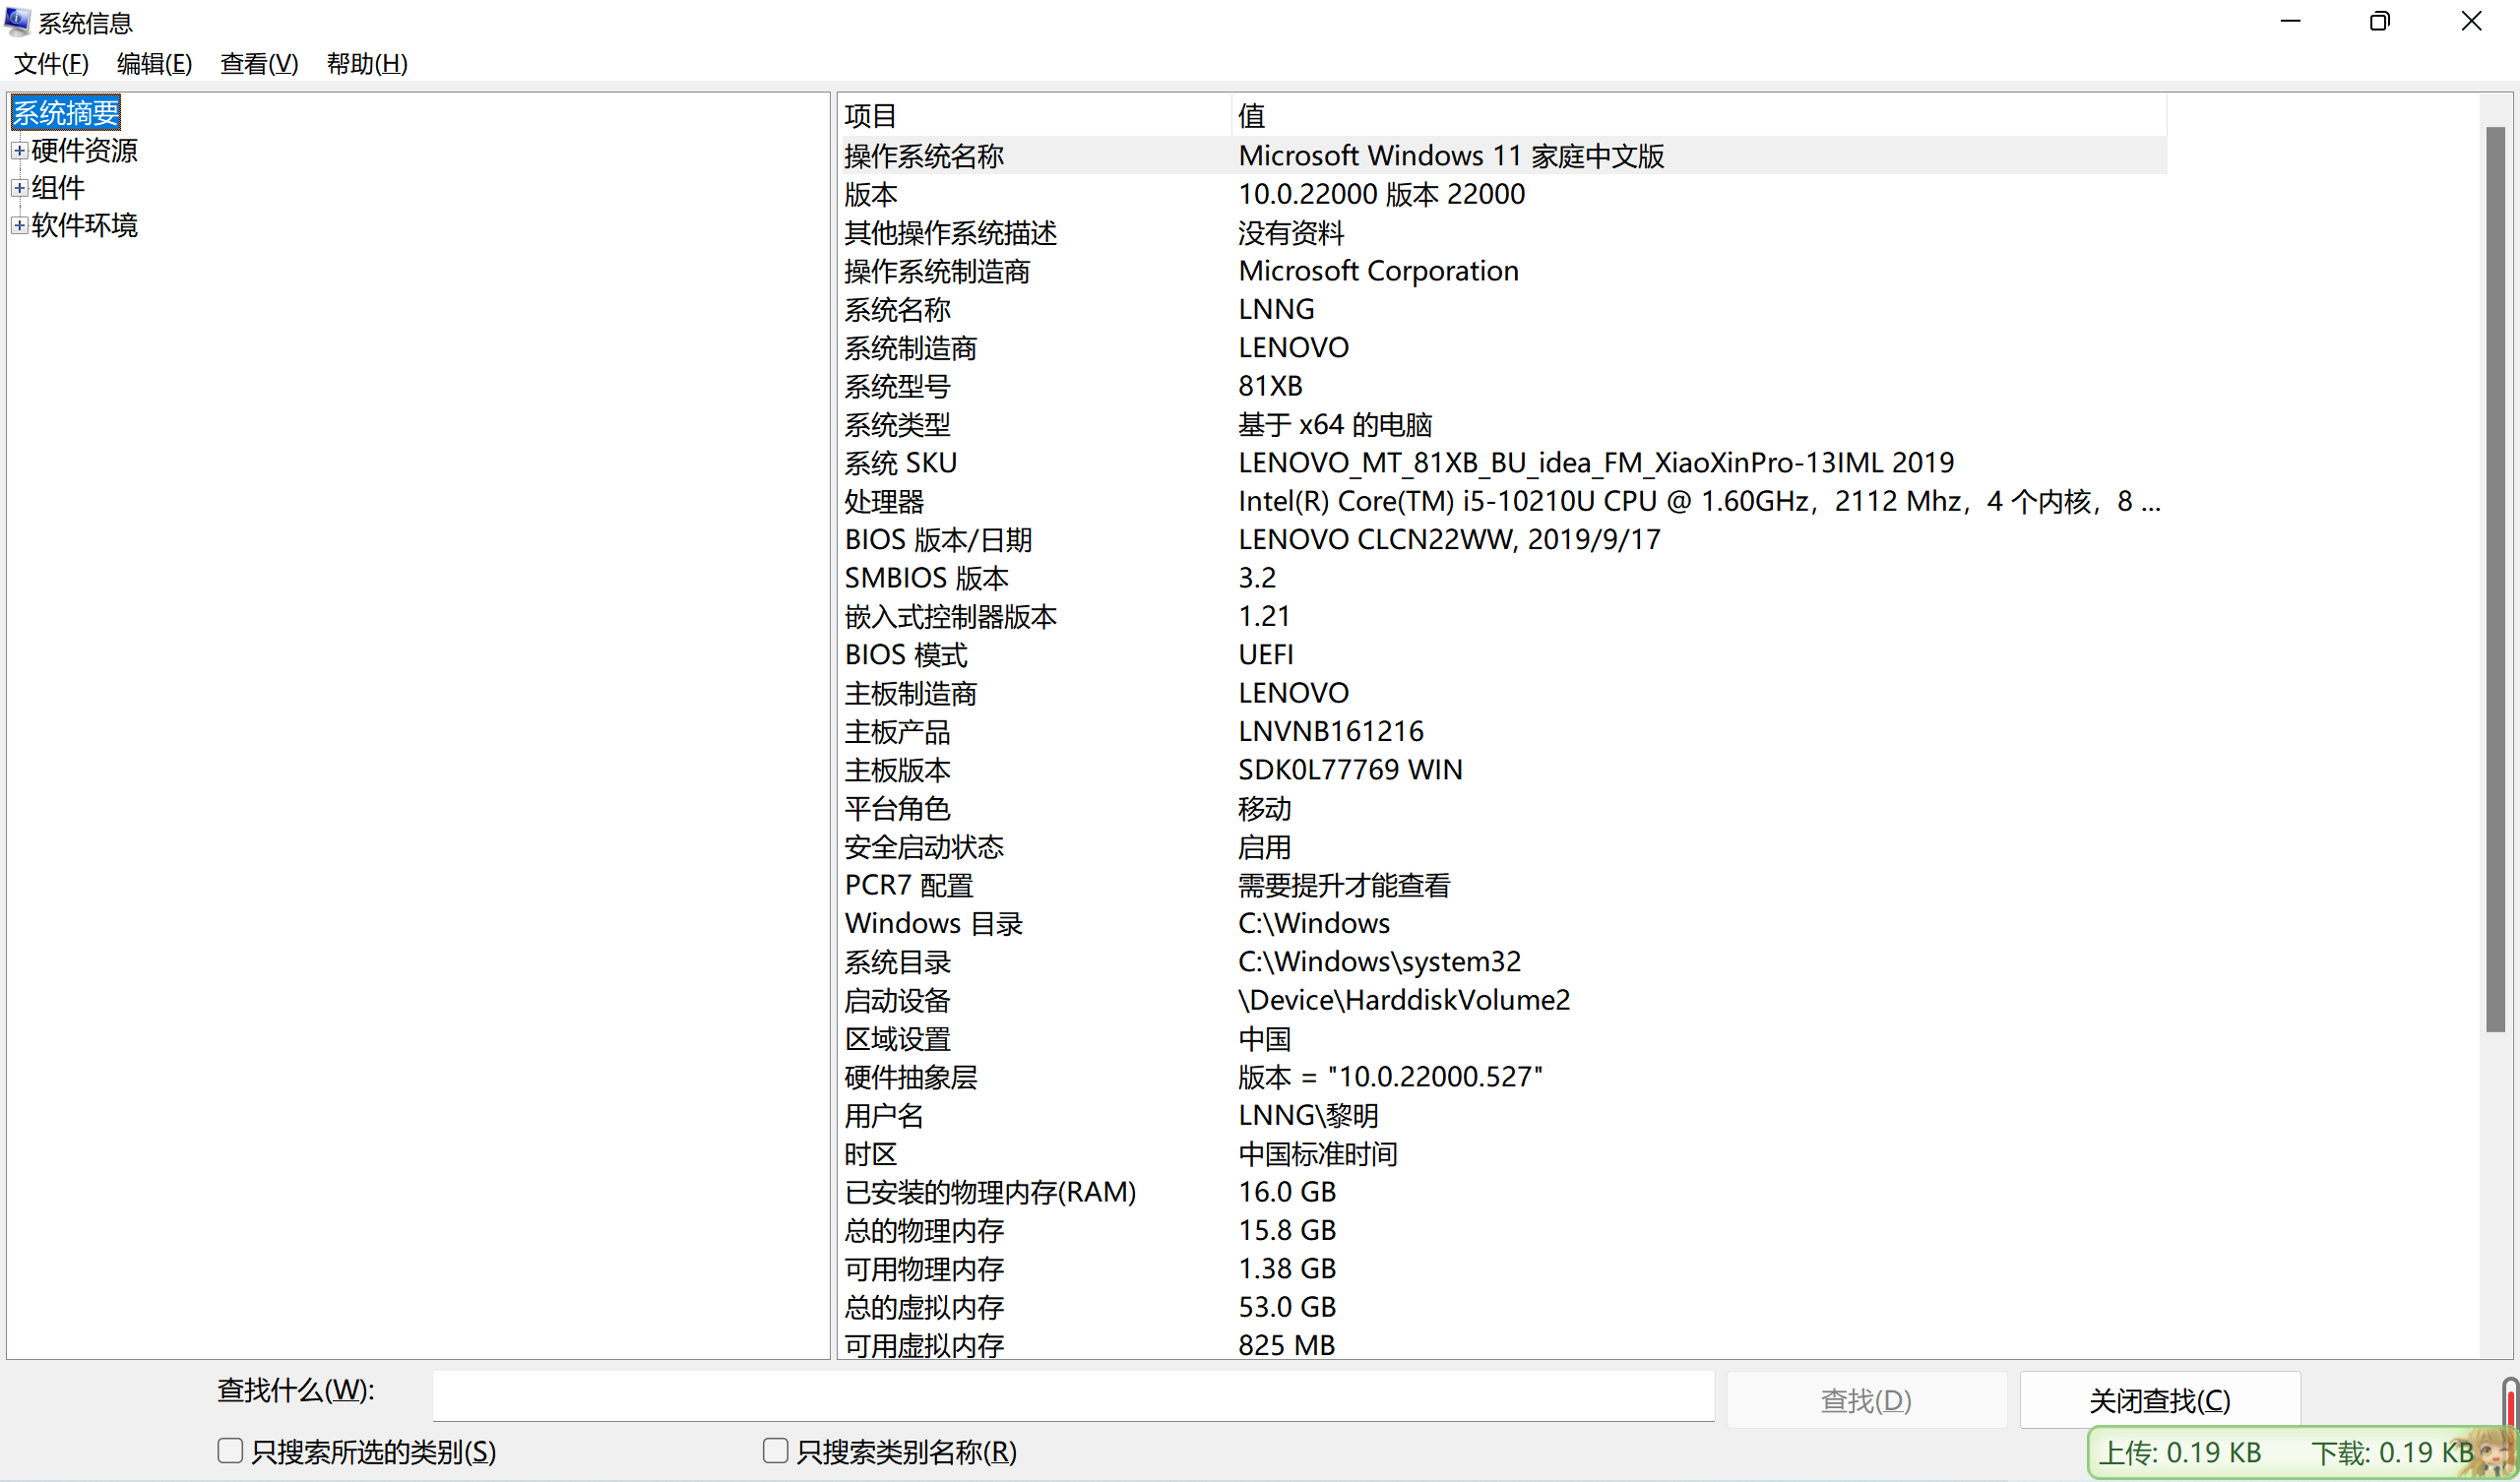 系统信息
文件(F) 编辑(E) 查看(V) 帮助(H)
系统摘要
硬件资源
组件
软件环境
项目 值
操作系统名称 Microsoft Windows 11 家庭中文版
版本 10.0.22000 版本 22000
其他操作系统描述 没有资料
操作系统制造商 Microsoft Corporation
系统名称 LNNG
系统制造商 LENOVO
系统型号 81XB
系统类型 基于 x64 的电脑
系统 SKU LENOVO_MT_81XB_BU_idea_FM_XiaoXinPro-13IML 2019
处理器 Intel(R) Core(TM) i5-10210U CPU @ 1.60GHz，2112 Mhz，4 个内核，8 ...
BIOS 版本/日期 LENOVO CLCN22WW, 2019/9/17
SMBIOS 版本 3.2
嵌入式控制器版本 1.21
BIOS 模式 UEFI
主板制造商 LENOVO
主板产品 LNVNB161216
主板版本 SDK0L77769 WIN
平台角色 移动
安全启动状态 启用
PCR7 配置 需要提升才能查看
Windows 目录 C:\Windows
系统目录 C:\Windows\system32
启动设备 \Device\HarddiskVolume2
区域设置 中国
硬件抽象层 版本 = "10.0.22000.527"
用户名 LNNG\黎明
时区 中国标准时间
已安装的物理内存(RAM) 16.0 GB
总的物理内存 15.8 GB
可用物理内存 1.38 GB
总的虚拟内存 53.0 GB
可用虚拟内存 825 MB
查找什么(W): 查找(D) 关闭查找(C)
只搜索所选的类别(S) 只搜索类别名称(R)
上传: 0.19 KB 下载: 0.19 KB